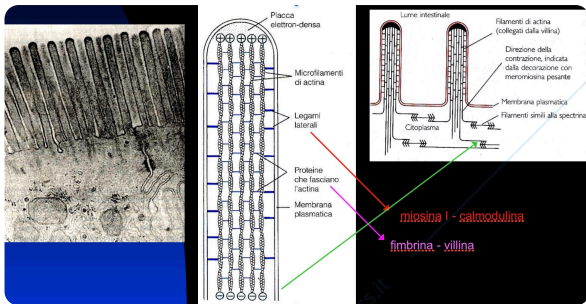 Placca
elettron-densa
Microfilamenti
di actina
Legami
laterali
Proteine
che fasciano
l'actina
Membrana
plasmatica
Lume intestinale
Filamenti di actina
(collegati dalla villina)
Direzione della
contrazione, indicata
dalla decorazione con
meromiosina pesante
Membrana plasmatica
Filamenti simili alla spectrina
Citoplasma
miosina I - calmodulina
fimbrina - villina